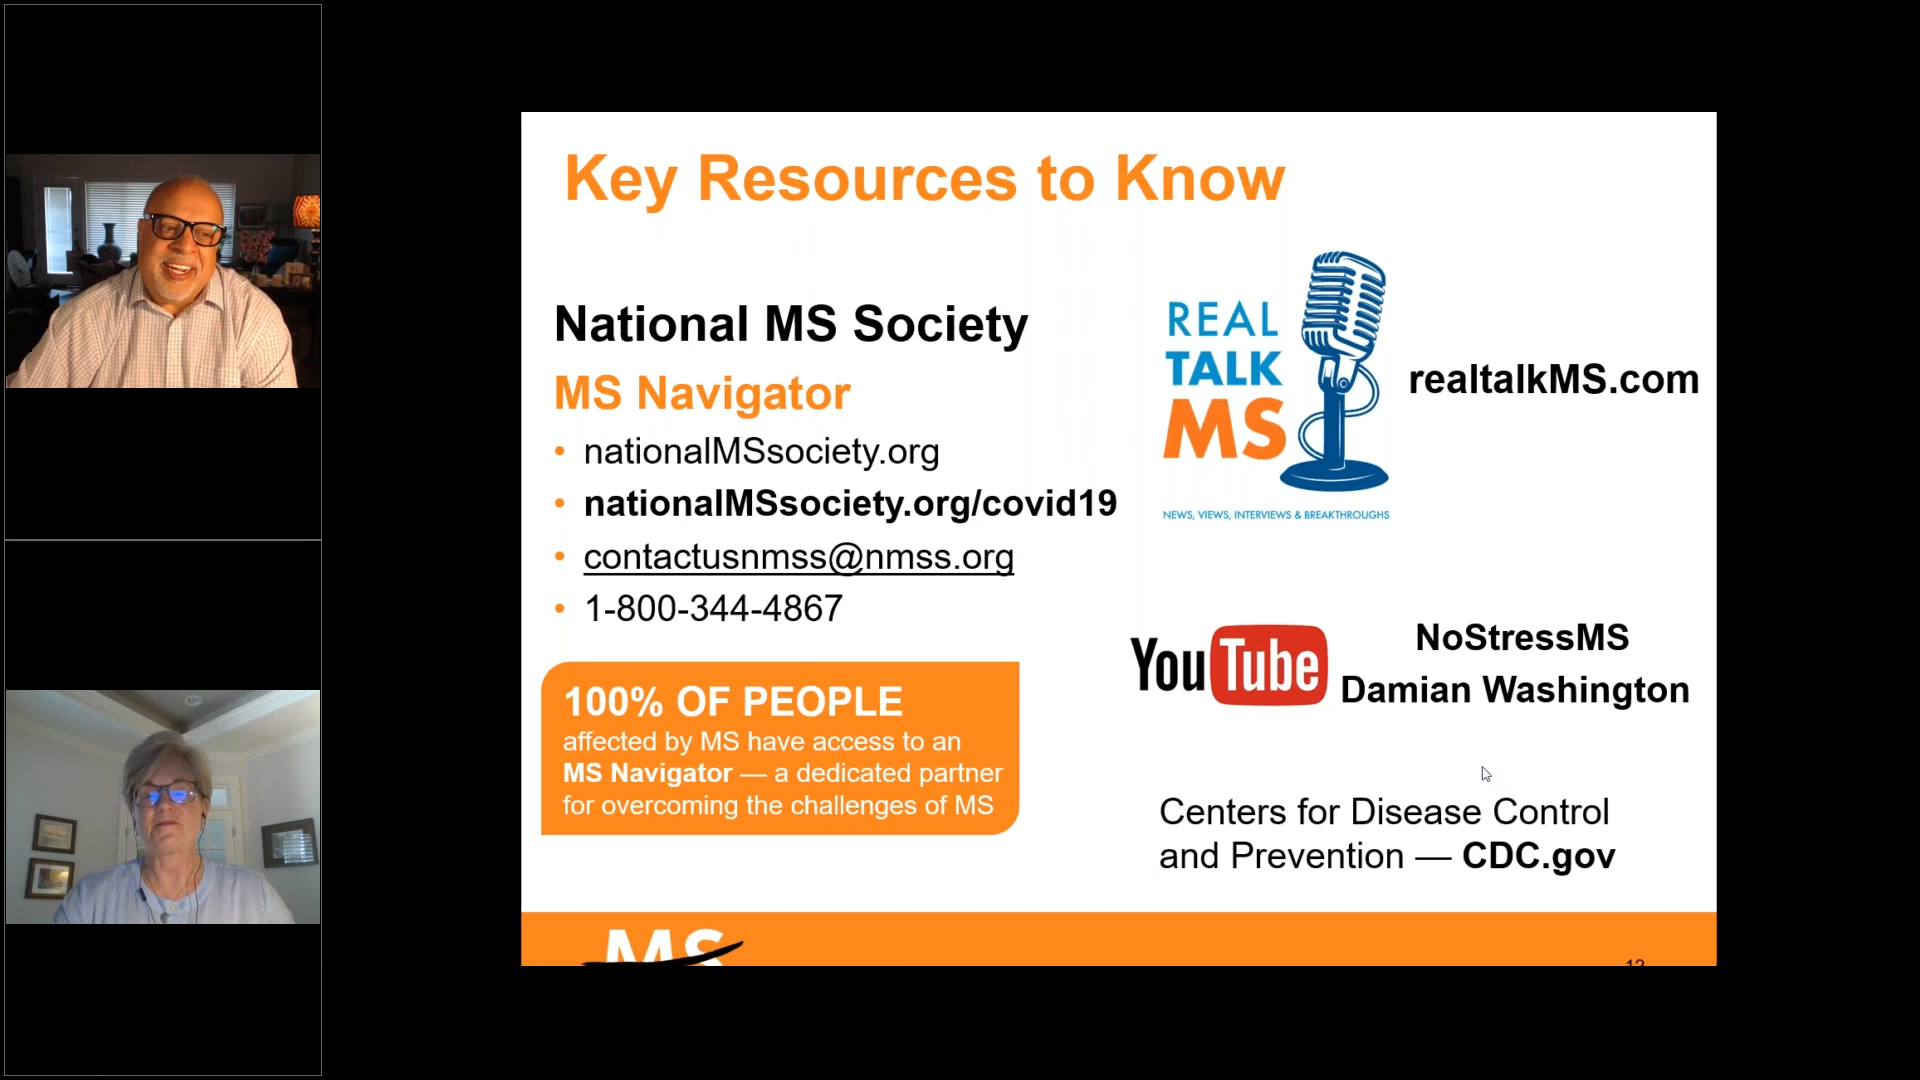 Key Resources to Know
National MS Society
MS Navigator
• nationalMSsociety.org
• nationalMSsociety.org/covid19
• contactusnmss@nmss.org
• 1-800-344-4867
100% OF PEOPLE
affected by MS have access to an
MS Navigator — a dedicated partner
for overcoming the challenges of MS
REAL
TALK
MS
NEWS, VIEWS, INTERVIEWS & BREAKTHROUGHS
realtalkMS.com
YouTube
NoStressMS
Damian Washington
Centers for Disease Control
and Prevention — CDC.gov
MS
12